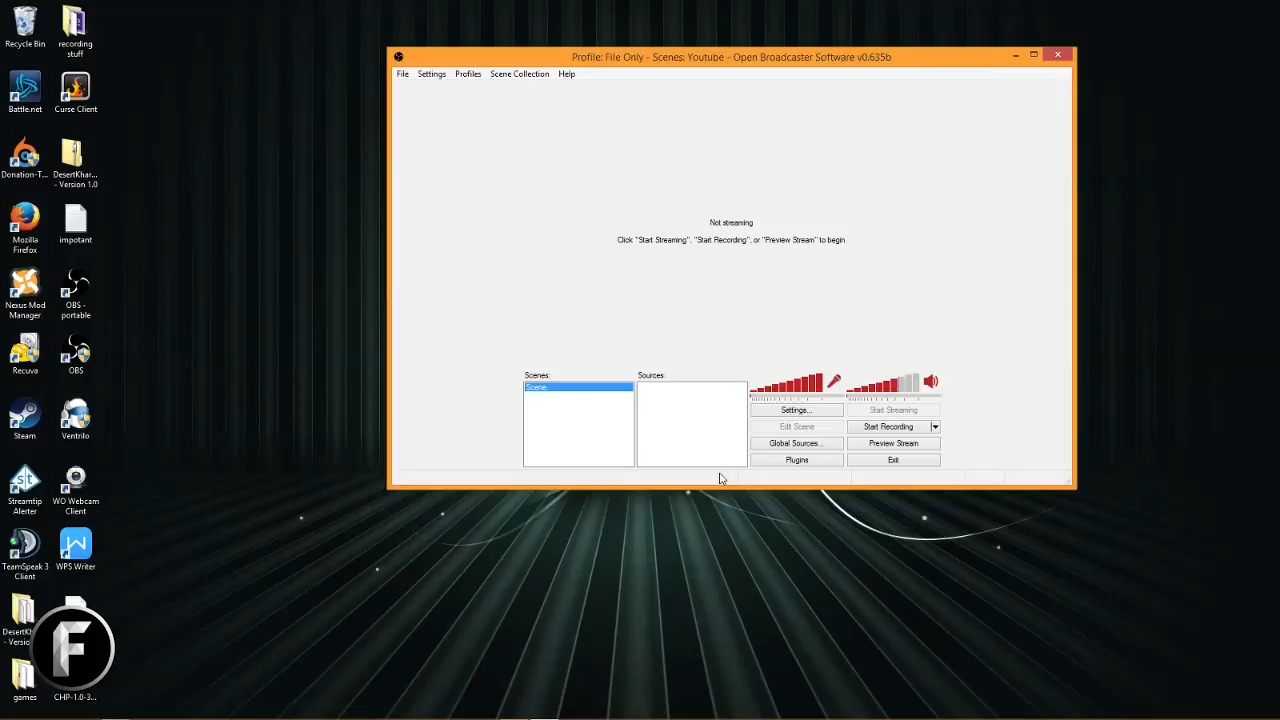 Profile: File Only - Scenes: Youtube - Open Broadcaster Software v0.635b
File Settings Profiles Scene Collection Help
Not streaming
Click "Start Streaming", "Start Recording", or "Preview Stream" to begin
Scenes:
Scene
Sources:
Settings...
Start Streaming
Edit Scene
Start Recording
Global Sources...
Preview Stream
Plugins
Exit
Recycle Bin
recording
stuff
Battle.net
Curse Client
Donation-T...
DesertKhar...
- Version 1.0
Mozilla
Firefox
impotant
Nexus Mod
Manager
OBS -
portable
Recuva
OBS
Steam
Ventrilo
Streamtip
Alerter
WO Webcam
Client
TeamSpeak 3
Client
WPS Writer
games
CHP-1.0-3...
F